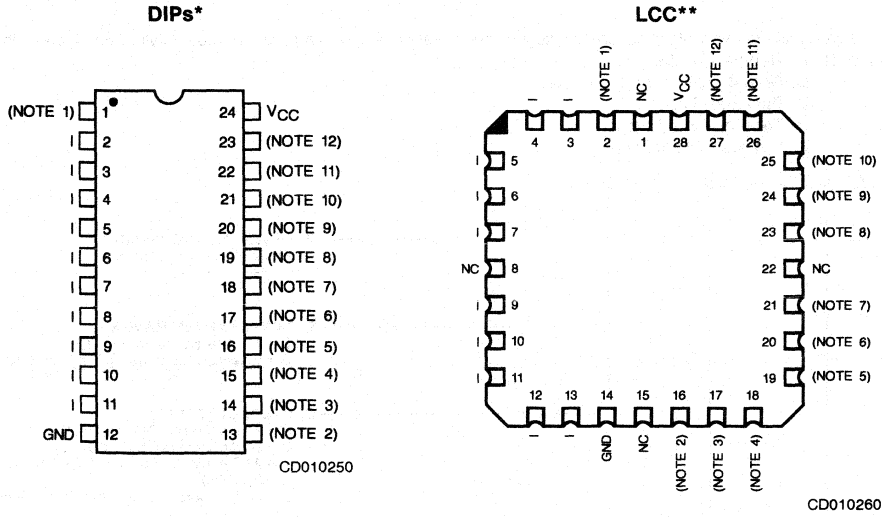 DIPs*
(NOTE 1) 1 24 VCC
I 2 23 (NOTE 12)
I 3 22 (NOTE 11)
I 4 21 (NOTE 10)
I 5 20 (NOTE 9)
I 6 19 (NOTE 8)
I 7 18 (NOTE 7)
I 8 17 (NOTE 6)
I 9 16 (NOTE 5)
I 10 15 (NOTE 4)
I 11 14 (NOTE 3)
GND 12 13 (NOTE 2)
CD010250
LCC**
I I (NOTE 1) NC VCC (NOTE 12) (NOTE 11)
4 3 2 1 28 27 26
I 5 25 (NOTE 10)
I 6 24 (NOTE 9)
I 7 23 (NOTE 8)
NC 8 22 NC
I 9 21 (NOTE 7)
I 10 20 (NOTE 6)
I 11 19 (NOTE 5)
12 13 14 15 16 17 18
I I GND NC (NOTE 2) (NOTE 3) (NOTE 4)
CD010260